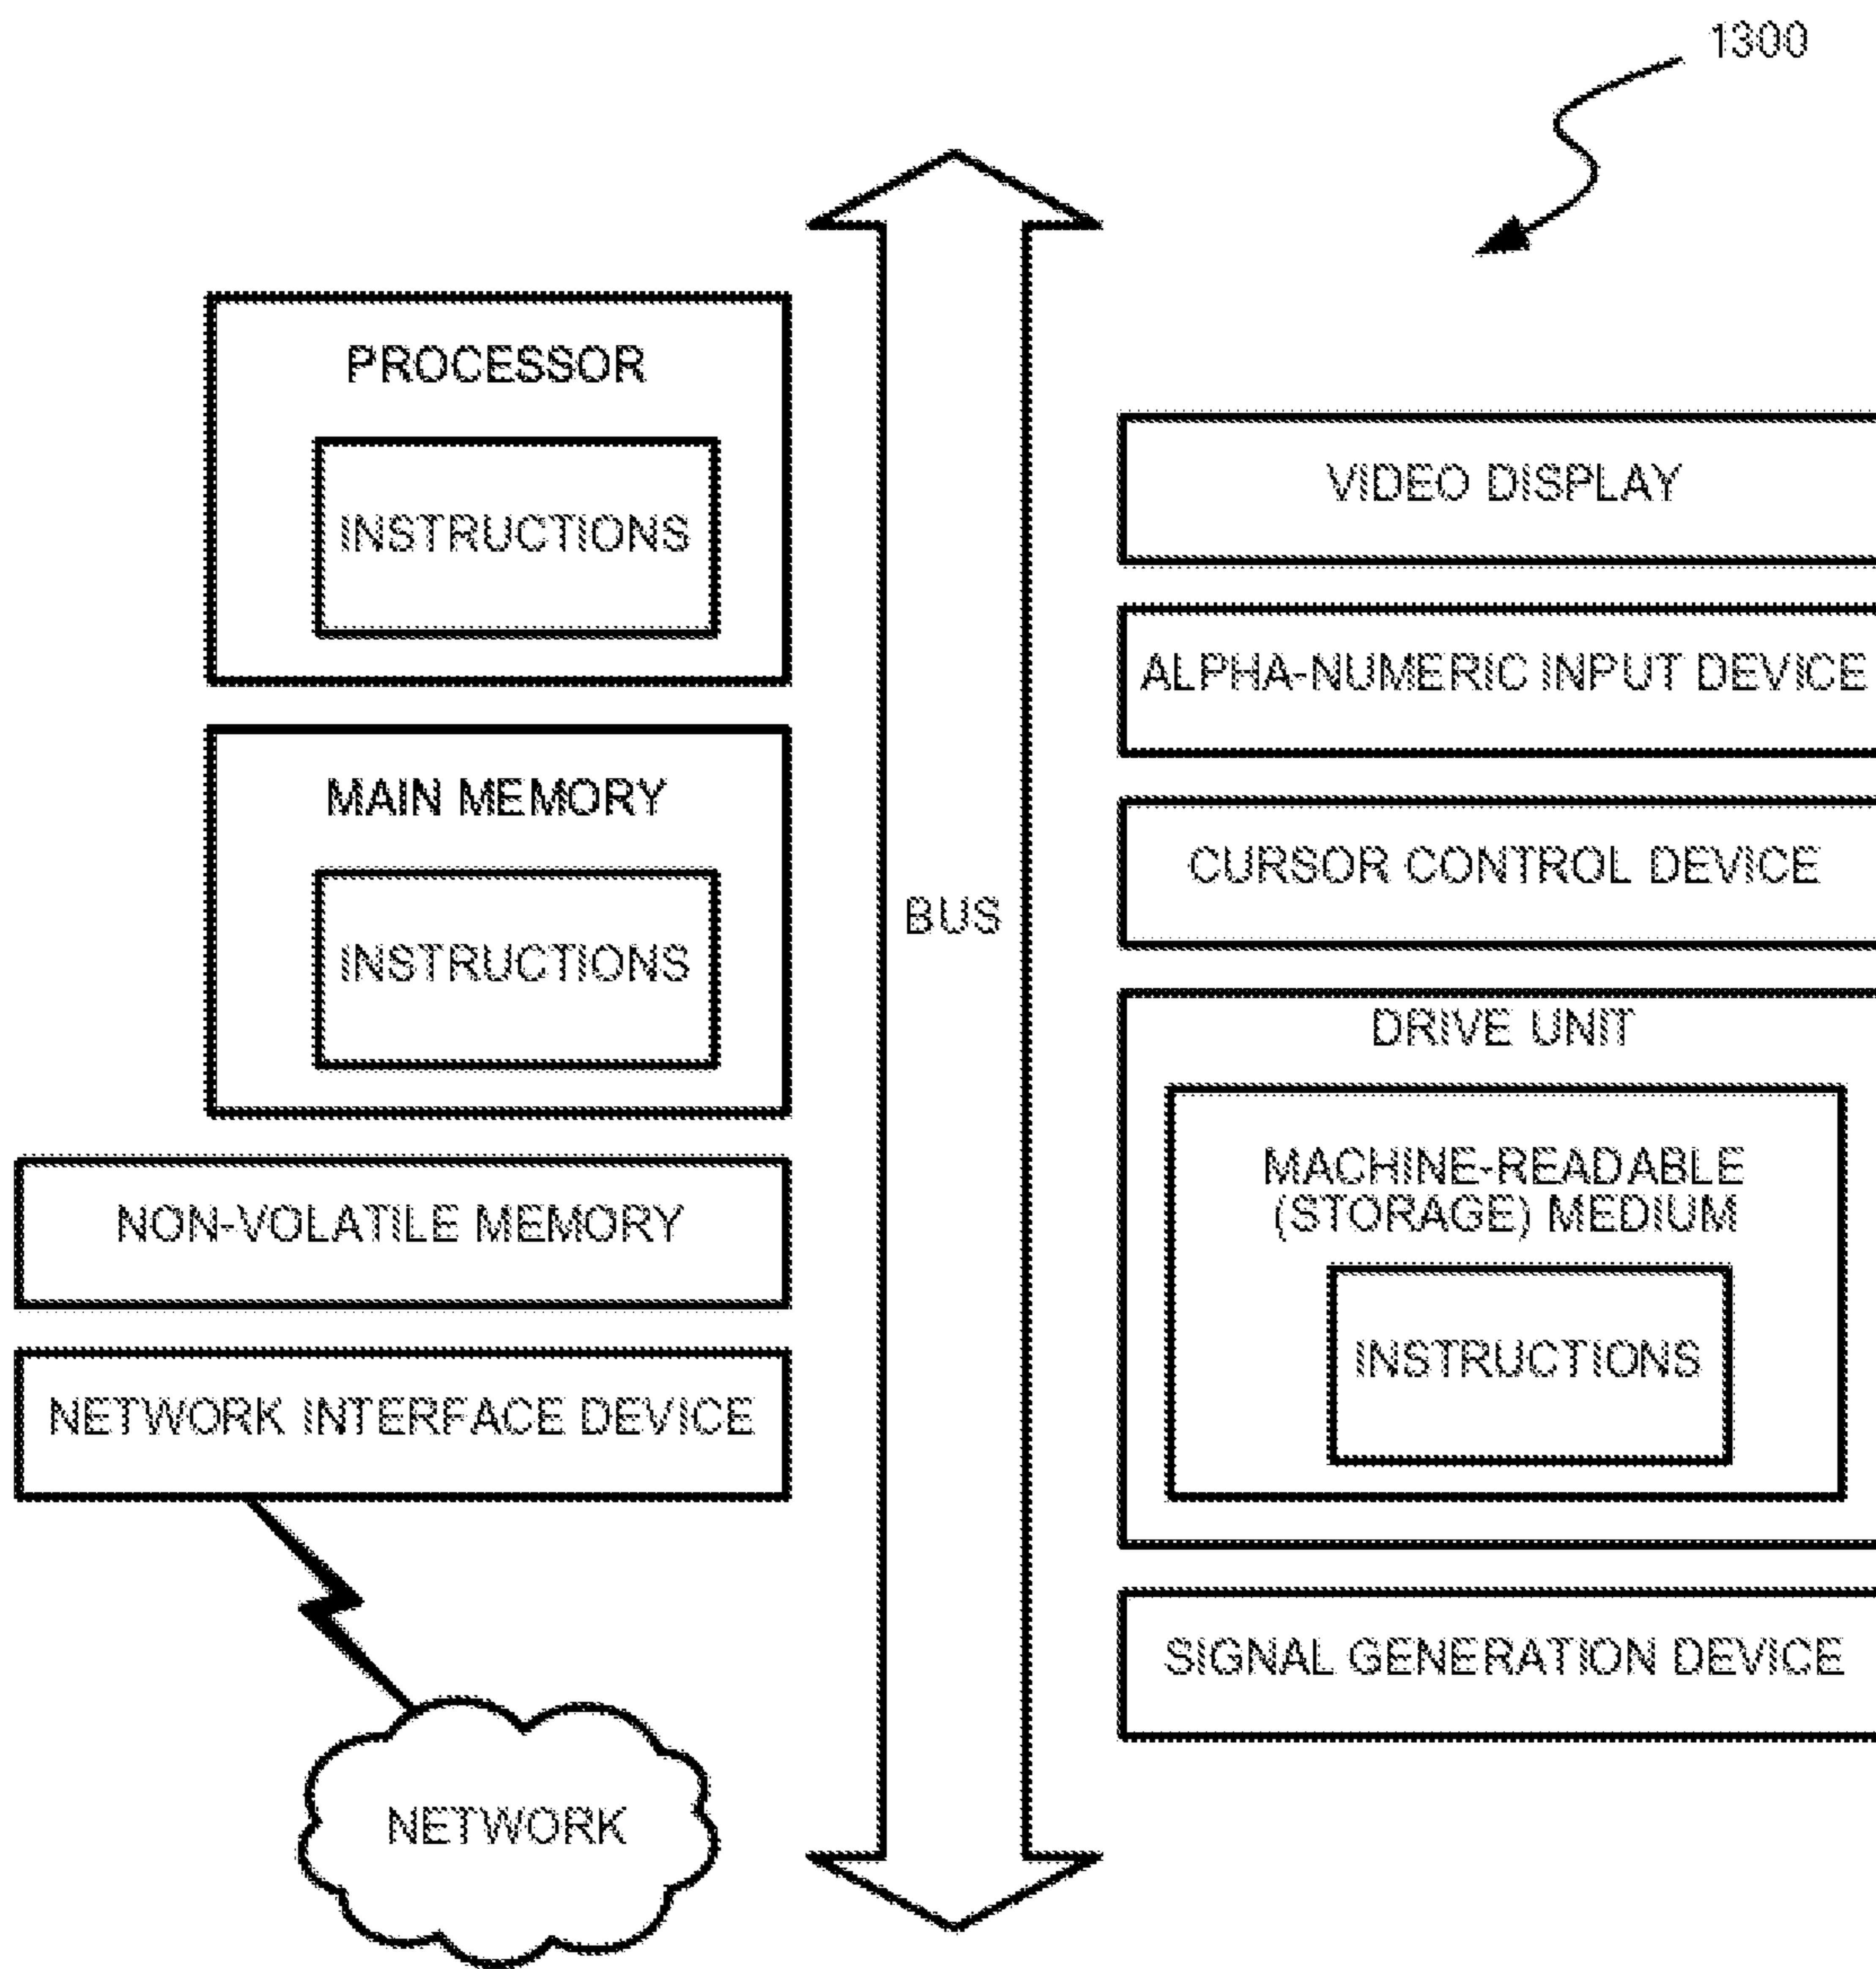 1300
PROCESSOR
INSTRUCTIONS
MAIN MEMORY
INSTRUCTIONS
NON-VOLATILE MEMORY
NETWORK INTERFACE DEVICE
NETWORK
BUS
VIDEO DISPLAY
ALPHA-NUMERIC INPUT DEVICE
CURSOR CONTROL DEVICE
DRIVE UNIT
MACHINE-READABLE
(STORAGE) MEDIUM
INSTRUCTIONS
SIGNAL GENERATION DEVICE